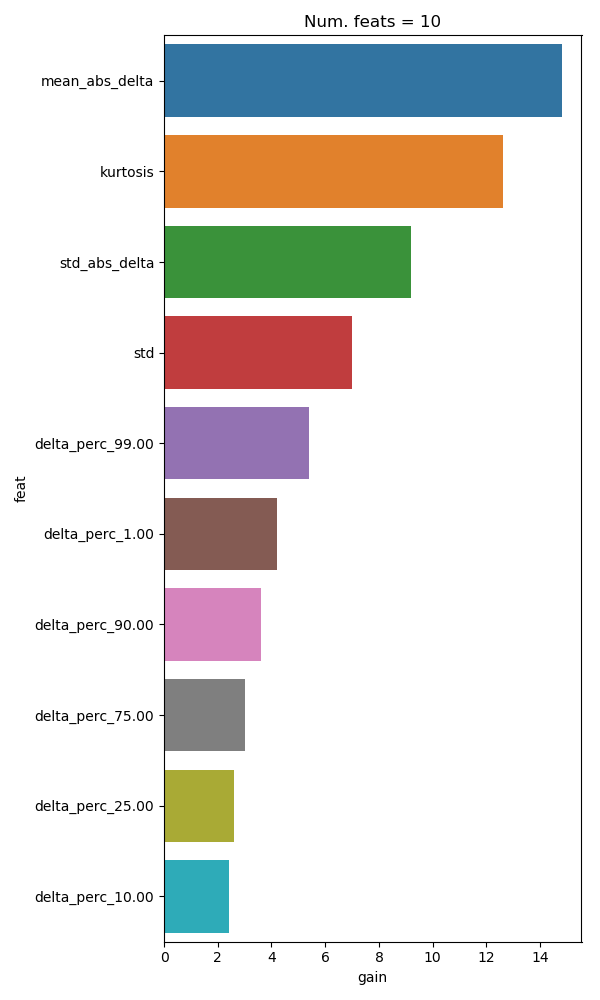 Num. feats = 10
mean_abs_delta
kurtosis
std_abs_delta
std
delta_perc_99.00
delta_perc_1.00
delta_perc_90.00
delta_perc_75.00
delta_perc_25.00
delta_perc_10.00
feat
0 2 4 6 8 10 12 14
gain